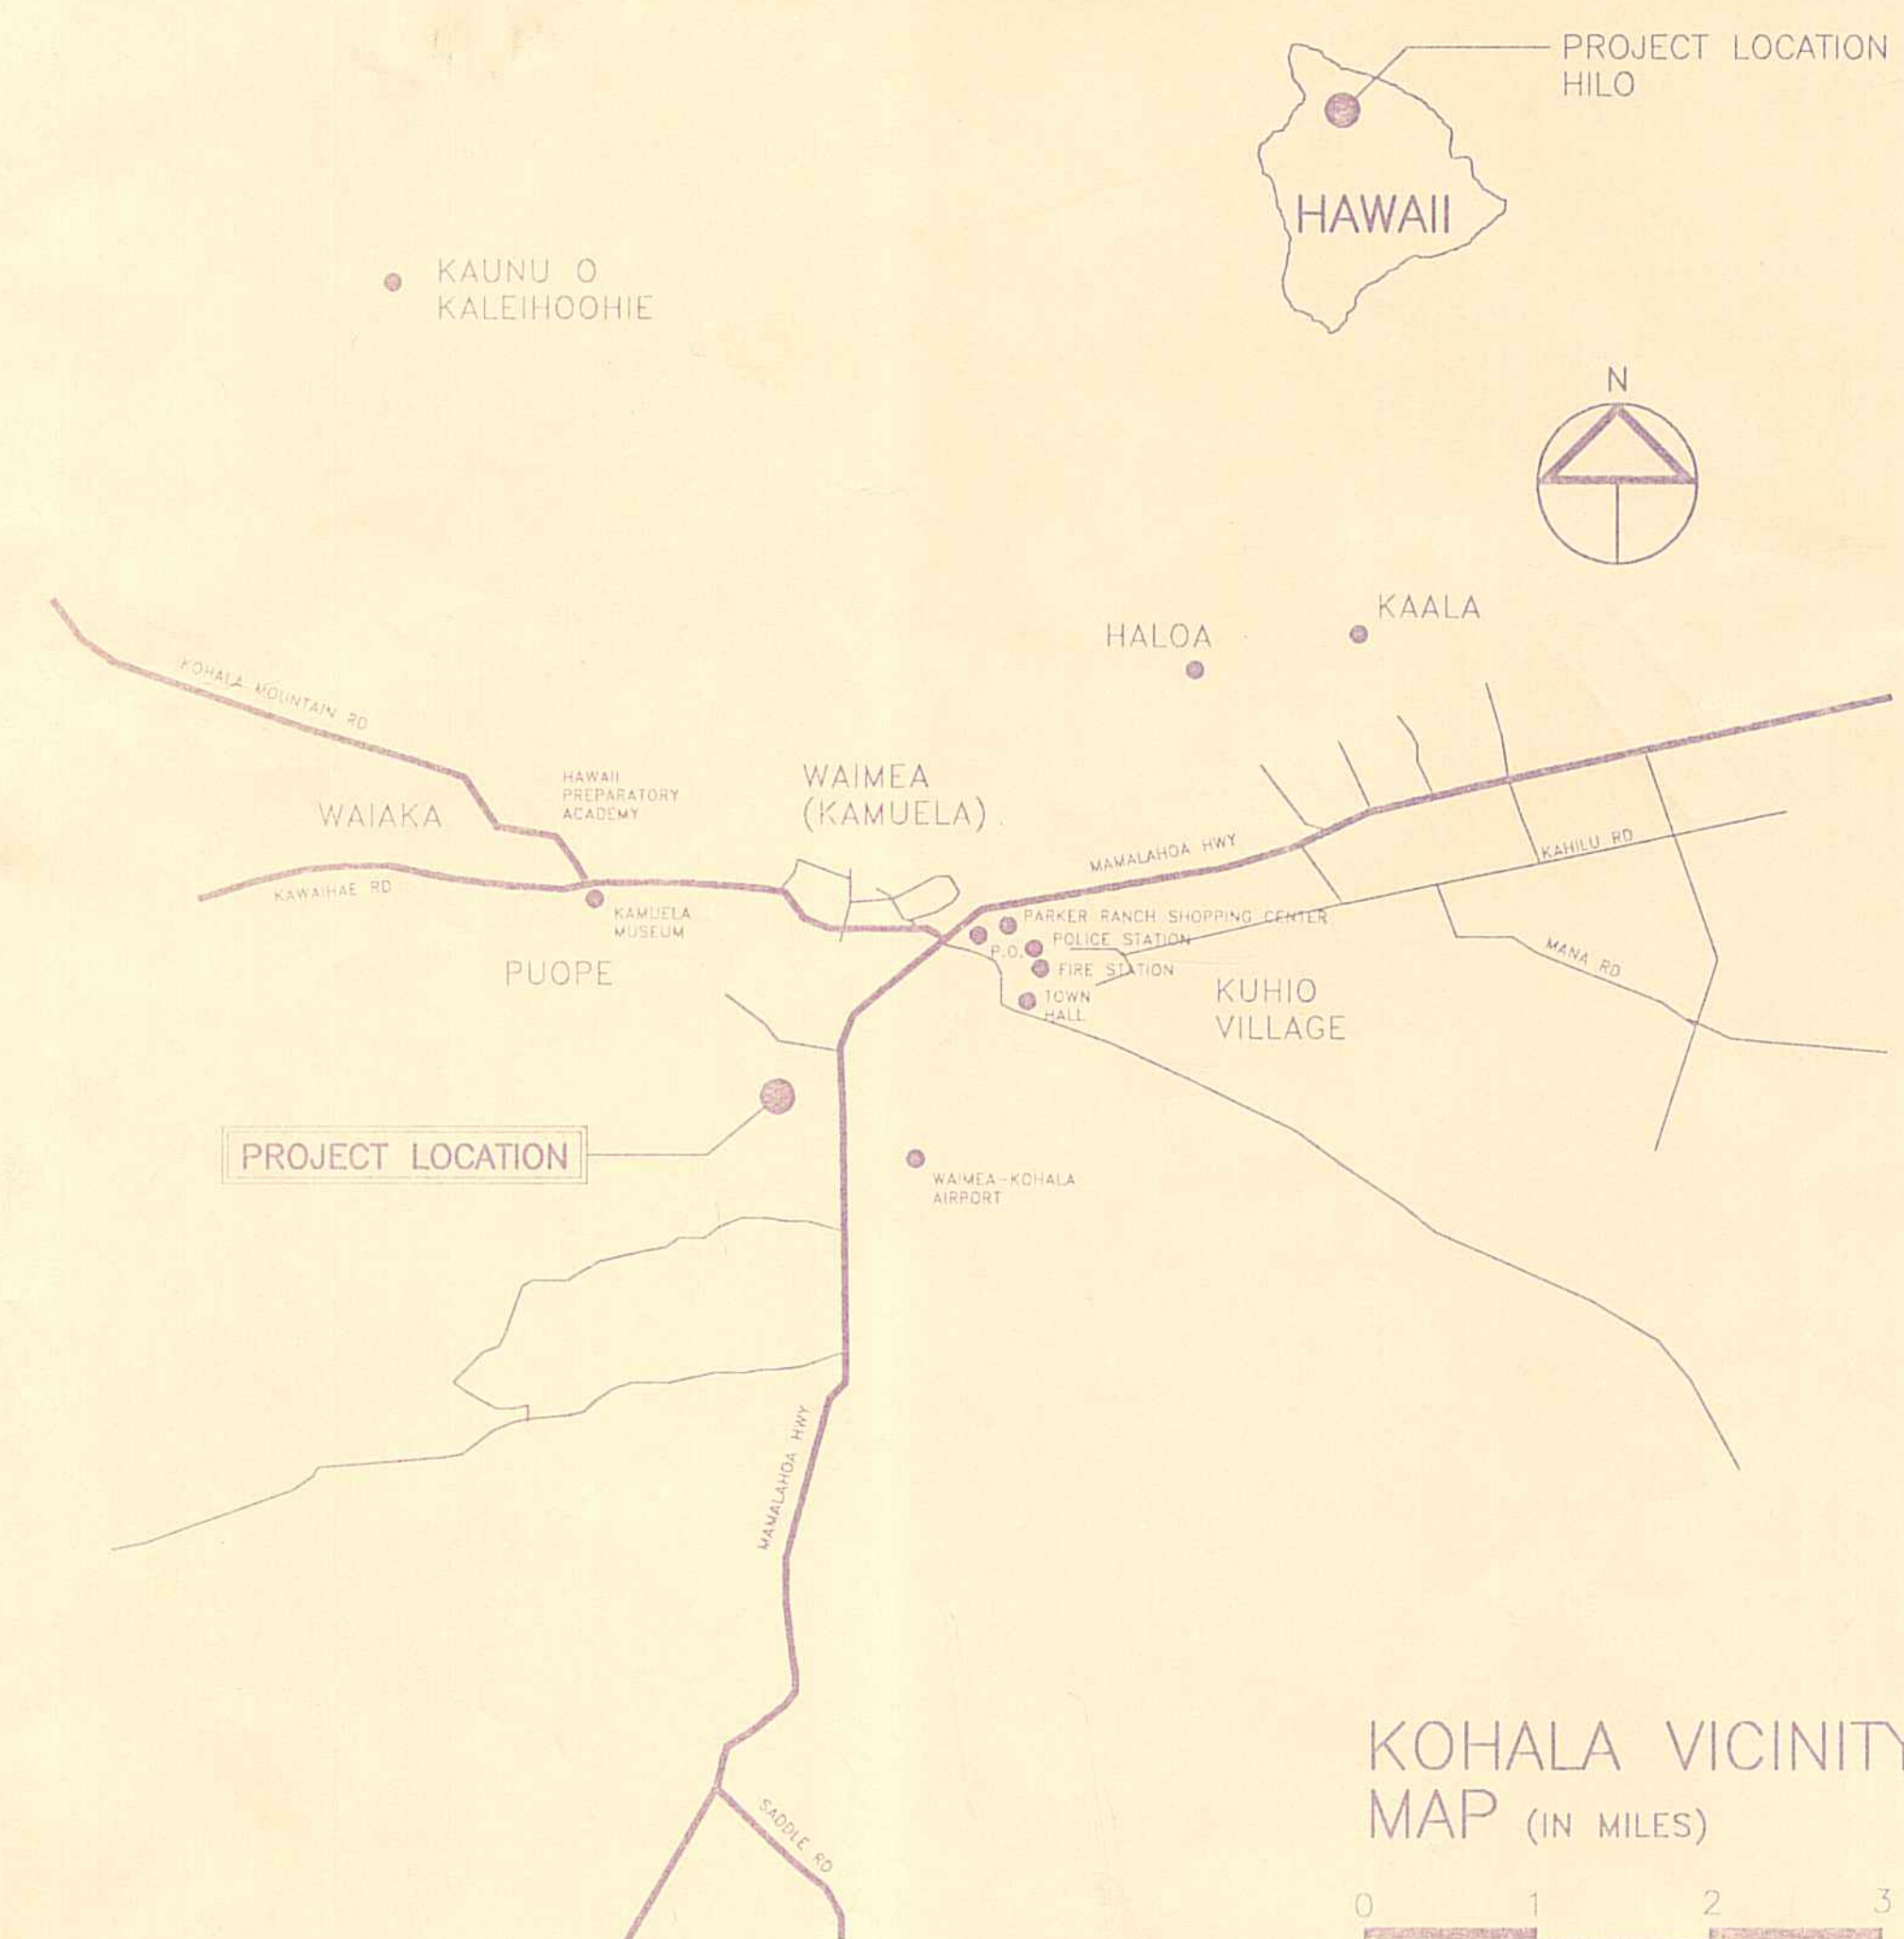 PROJECT LOCATION
HILO
HAWAII
KAUNU O
KALEIHOOHIE
N
KAALA
HALOA
KOHALA MOUNTAIN RD
HAWAII
PREPARATORY
ACADEMY
WAIMEA
(KAMUELA)
WAIAKA
MAMALAHOA HWY
KAHILU RD
KAWAIHAE RD
KAMUELA
MUSEUM
PARKER RANCH SHOPPING CENTER
POLICE STATION
P.O.
FIRE STATION
MANA RD
PUOPE
TOWN
HALL
KUHIO
VILLAGE
PROJECT LOCATION
WAIMEA-KOHALA
AIRPORT
MAMALAHOA HWY
SADDLE RD
KOHALA VICINITY
MAP (IN MILES)
0 1 2 3